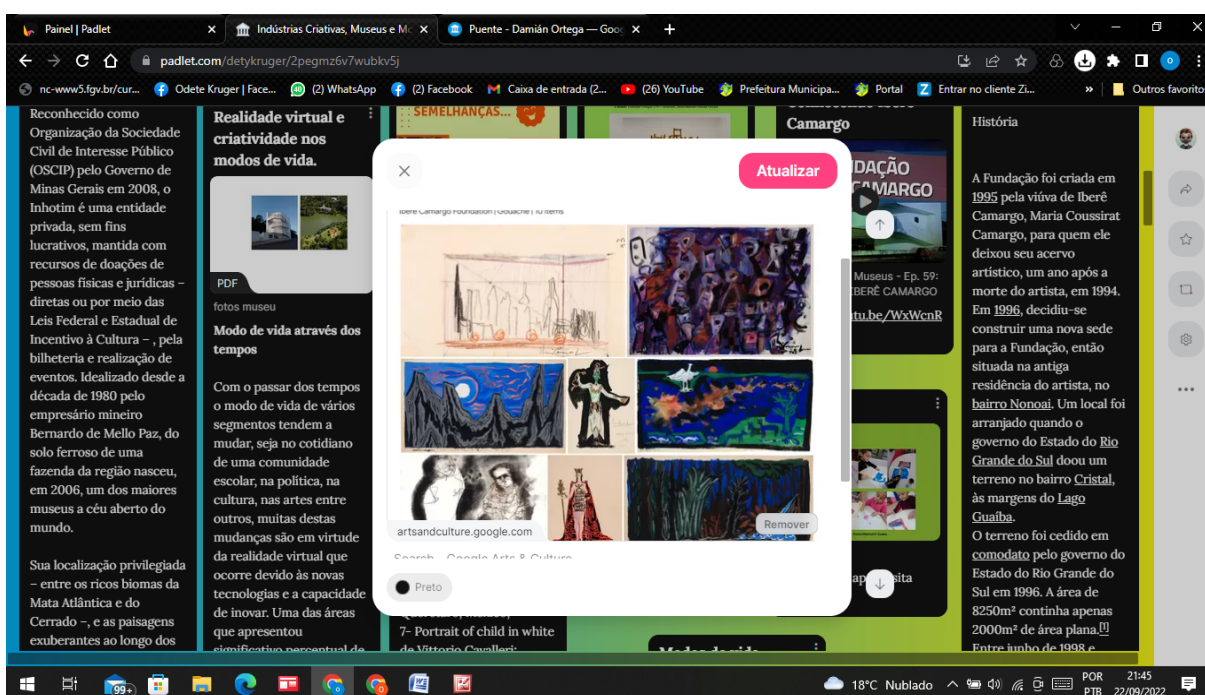 Painel | Padlet
Indústrias Criativas, Museus e Mo
Puente - Damián Ortega — Goog
padlet.com/detykruger/2pegmz6v7wubkv5j
nc-www5.fgv.br/cur...
Odete Kruger | Face...
(2) WhatsApp
(2) Facebook
Caixa de entrada (2...
(26) YouTube
Prefeitura Municipa...
Portal
Entrar no cliente Zi...
»
Outros favoritos
Reconhecido como
Organização da Sociedade
Civil de Interesse Público
(OSCIP) pelo Governo de
Minas Gerais em 2008, o
Inhotim é uma entidade
privada, sem fins
lucrativos, mantida com
recursos de doações de
pessoas físicas e jurídicas –
diretas ou por meio das
Leis Federal e Estadual de
Incentivo à Cultura – , pela
bilheteria e realização de
eventos. Idealizado desde a
década de 1980 pelo
empresário mineiro
Bernardo de Mello Paz, do
solo ferroso de uma
fazenda da região nasceu,
em 2006, um dos maiores
museus a céu aberto do
mundo.
Sua localização privilegiada
– entre os ricos biomas da
Mata Atlântica e do
Cerrado –, e as paisagens
exuberantes ao longo dos
Realidade virtual e
criatividade nos
modos de vida.
PDF
fotos museu
Modo de vida através dos
tempos
Com o passar dos tempos
o modo de vida de vários
segmentos tendem a
mudar, seja no cotidiano
de uma comunidade
escolar, na política, na
cultura, nas artes entre
outros, muitas destas
mudanças são em virtude
da realidade virtual que
ocorre devido às novas
tecnologias e a capacidade
de inovar. Uma das áreas
que apresentou
significativo percentual de
SEMELHANÇAS...
Atualizar
Iberê Camargo Foundation | Gouache | 10 items
artsandculture.google.com
Remover
Search - Google Arts & Culture
Preto
7- Portrait of child in white
de Vittorio Cavalleri;
Camargo
DAÇÃO
CAMARGO
Museus - Ep. 59:
BERÊ CAMARGO
tu.be/WxWcnR
Modos de vida
História
A Fundação foi criada em
1995 pela viúva de Iberê
Camargo, Maria Coussirat
Camargo, para quem ele
deixou seu acervo
artístico, um ano após a
morte do artista, em 1994.
Em 1996, decidiu-se
construir uma nova sede
para a Fundação, então
situada na antiga
residência do artista, no
bairro Nonoai. Um local foi
arranjado quando o
governo do Estado do Rio
Grande do Sul doou um
terreno no bairro Cristal,
às margens do Lago
Guaíba.
O terreno foi cedido em
comodato pelo governo do
Estado do Rio Grande do
Sul em 1996. A área de
8250m² continha apenas
2000m² de área plana.[1]
Entre junho de 1998 e
99+
18°C Nublado
POR
PTB
21:45
22/09/2022